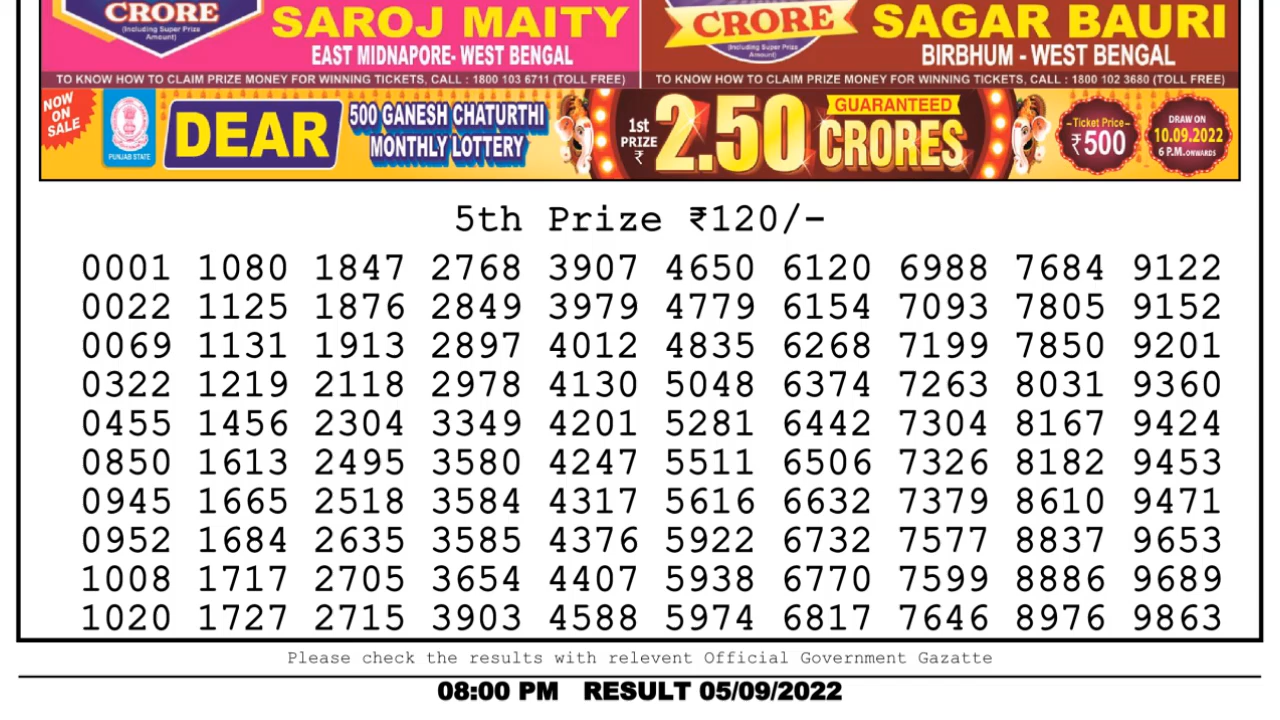 CRORE
(Including Super Prize
Amount)
SAROJ MAITY
EAST MIDNAPORE- WEST BENGAL
TO KNOW HOW TO CLAIM PRIZE MONEY FOR WINNING TICKETS, CALL : 1800 103 6711 (TOLL FREE)
CRORE
(Including Super Prize
Amount)
SAGAR BAURI
BIRBHUM - WEST BENGAL
TO KNOW HOW TO CLAIM PRIZE MONEY FOR WINNING TICKETS, CALL : 1800 102 3680 (TOLL FREE)
NOW
ON
SALE
PUNJAB STATE
DEAR
500 GANESH CHATURTHI
MONTHLY LOTTERY
1st
PRIZE
₹
2.50
GUARANTEED
CRORES
-Ticket Price-
₹500
DRAW ON
10.09.2022
6 P.M. ONWARDS
5th Prize ₹120/-
0001 1080 1847 2768 3907 4650 6120 6988 7684 9122
0022 1125 1876 2849 3979 4779 6154 7093 7805 9152
0069 1131 1913 2897 4012 4835 6268 7199 7850 9201
0322 1219 2118 2978 4130 5048 6374 7263 8031 9360
0455 1456 2304 3349 4201 5281 6442 7304 8167 9424
0850 1613 2495 3580 4247 5511 6506 7326 8182 9453
0945 1665 2518 3584 4317 5616 6632 7379 8610 9471
0952 1684 2635 3585 4376 5922 6732 7577 8837 9653
1008 1717 2705 3654 4407 5938 6770 7599 8886 9689
1020 1727 2715 3903 4588 5974 6817 7646 8976 9863
Please check the results with relevent Official Government Gazatte
08:00 PM RESULT 05/09/2022